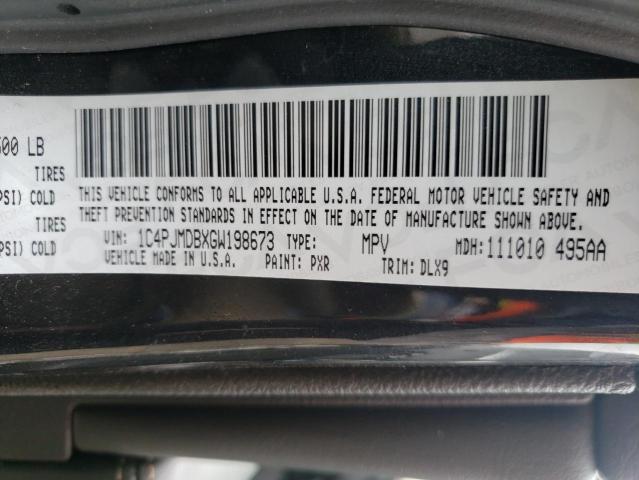 500 LB
TIRES
PSI) COLD
TIRES
PSI) COLD
THIS VEHICLE CONFORMS TO ALL APPLICABLE U.S.A. FEDERAL MOTOR VEHICLE SAFETY AND
THEFT PREVENTION STANDARDS IN EFFECT ON THE DATE OF MANUFACTURE SHOWN ABOVE.
VIN: 1C4PJMDBXGW198673 TYPE: MPV MDH: 111010 495AA
VEHICLE MADE IN U.S.A. PAINT: PXR TRIM: DLX9